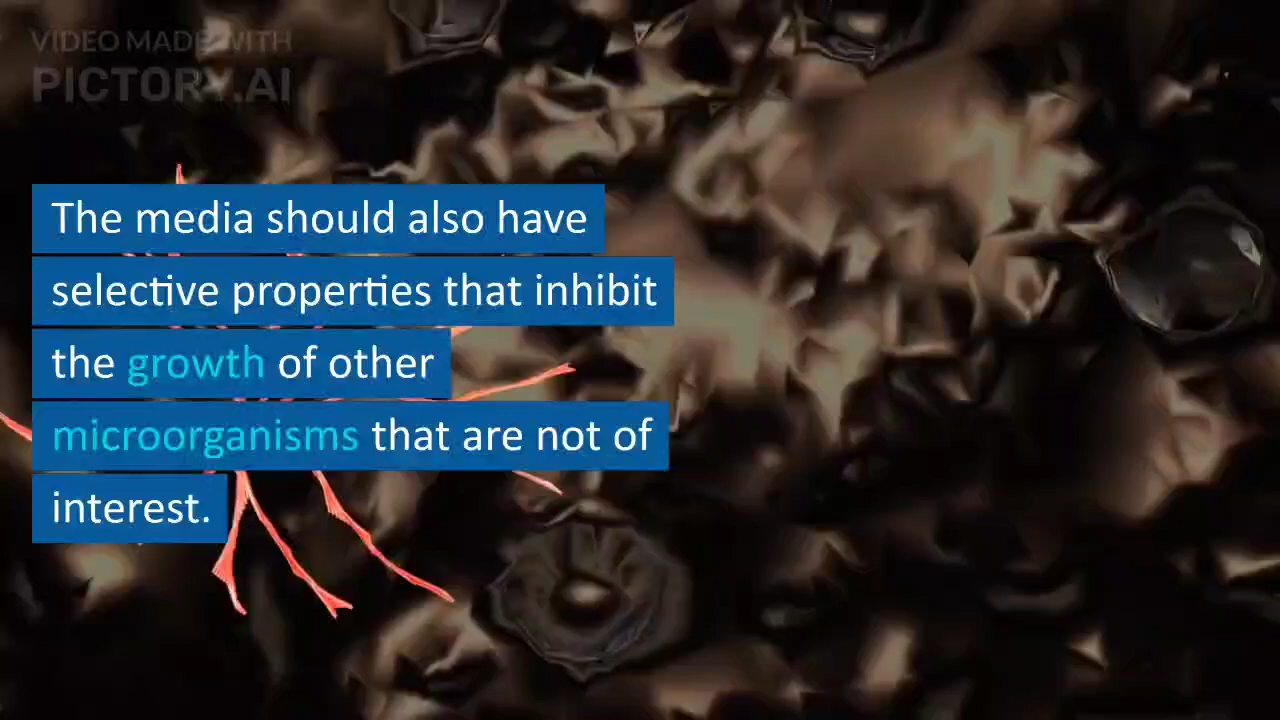 VIDEO MADE WITH
PICTORY.AI
The media should also have
selective properties that inhibit
the growth of other
microorganisms that are not of
interest.